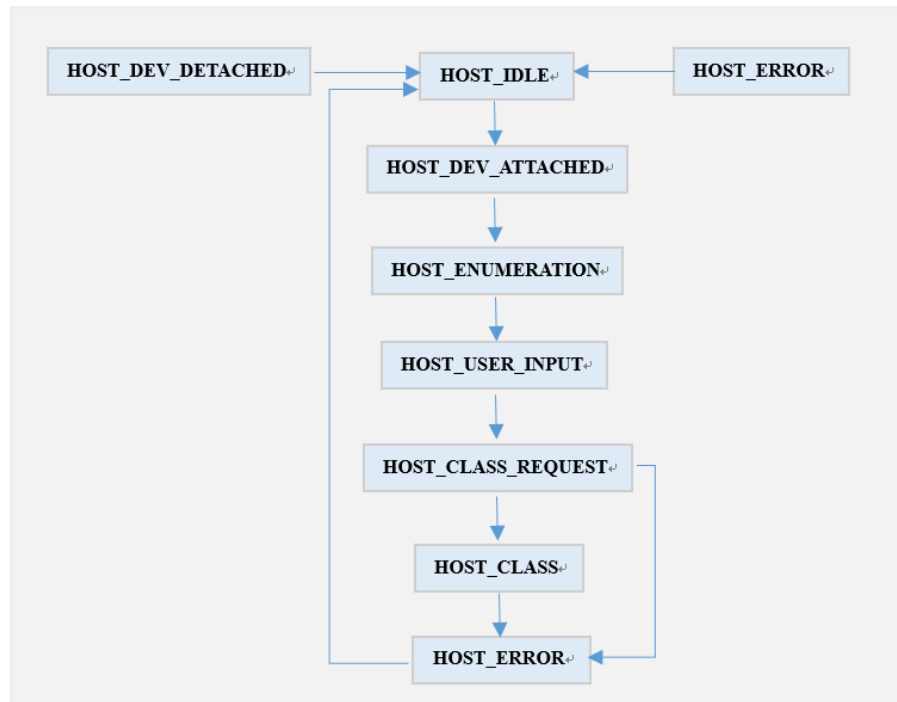 HOST_DEV_DETACHED
HOST_IDLE
HOST_ERROR
HOST_DEV_ATTACHED
HOST_ENUMERATION
HOST_USER_INPUT
HOST_CLASS_REQUEST
HOST_CLASS
HOST_ERROR